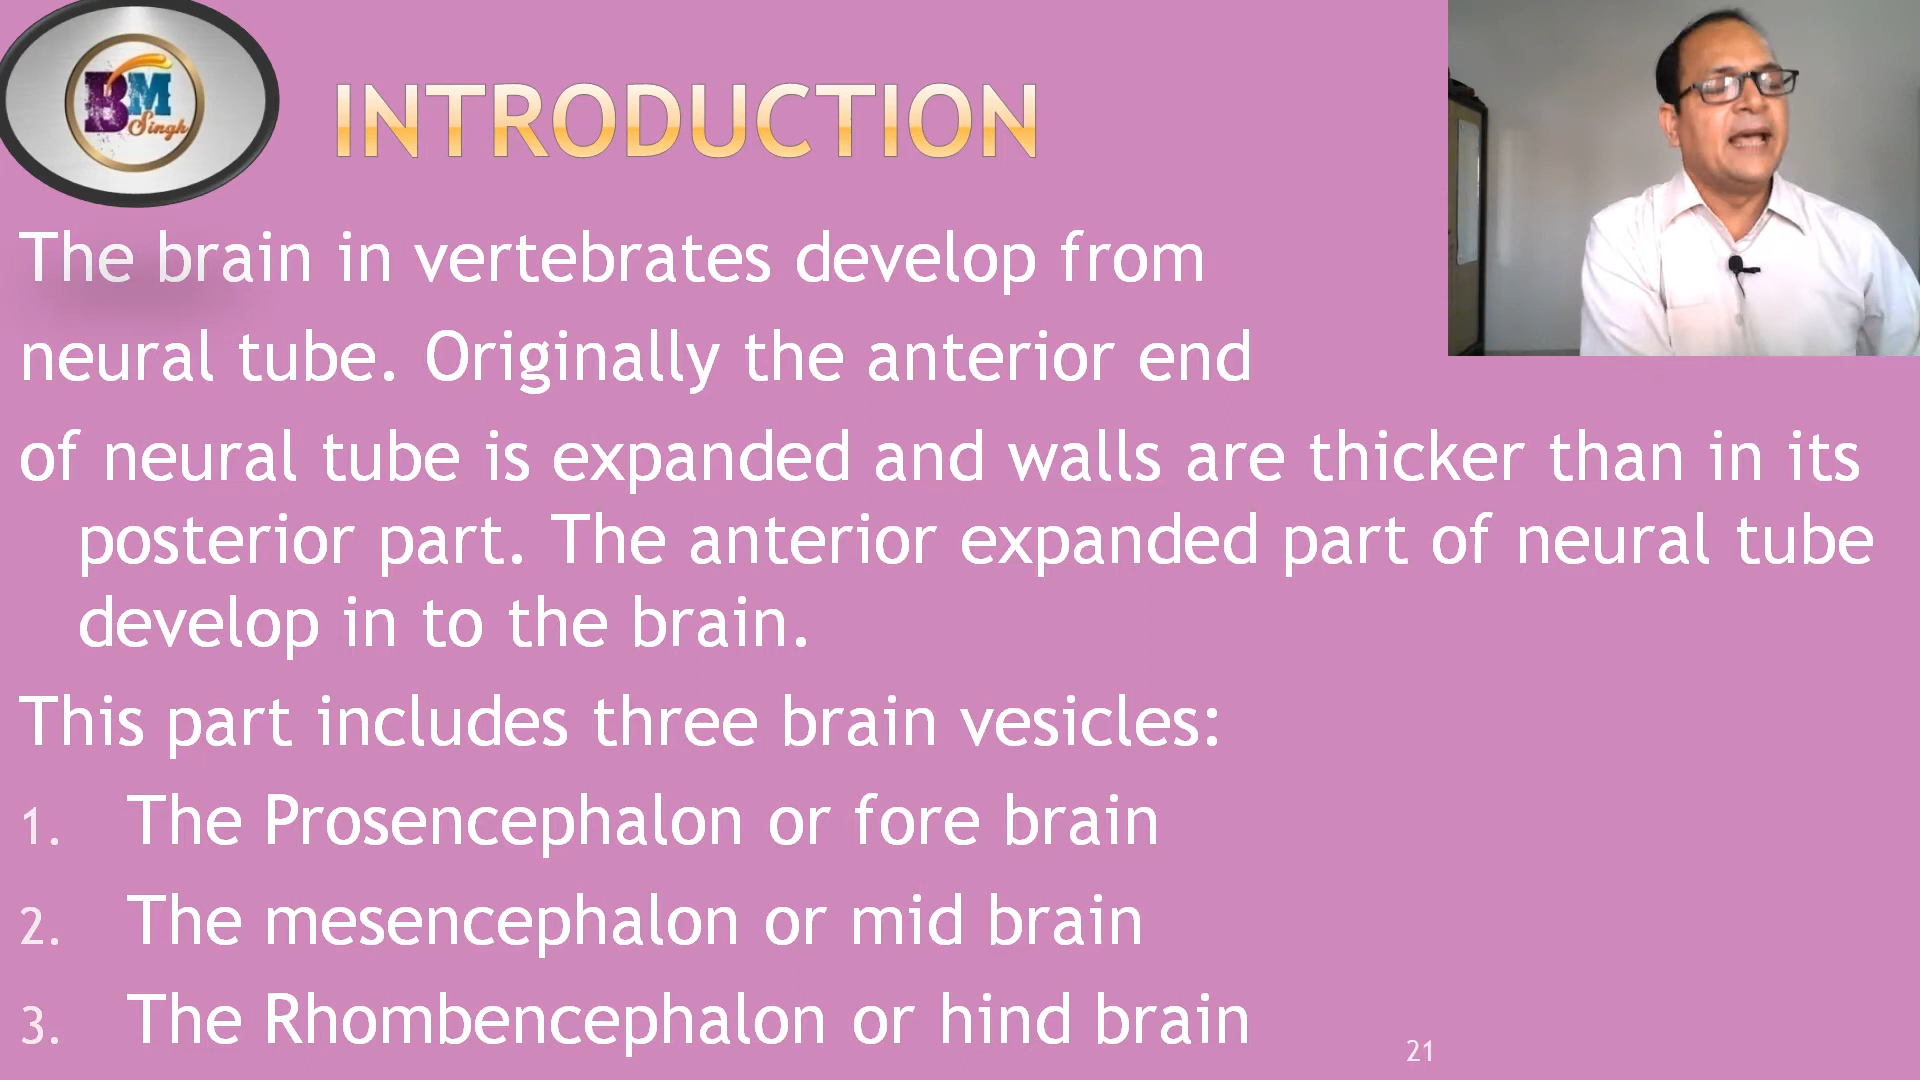 BM
Singh
INTRODUCTION
The brain in vertebrates develop from
neural tube. Originally the anterior end
of neural tube is expanded and walls are thicker than in its
posterior part. The anterior expanded part of neural tube
develop in to the brain.
This part includes three brain vesicles:
1. The Prosencephalon or fore brain
2. The mesencephalon or mid brain
3. The Rhombencephalon or hind brain
21